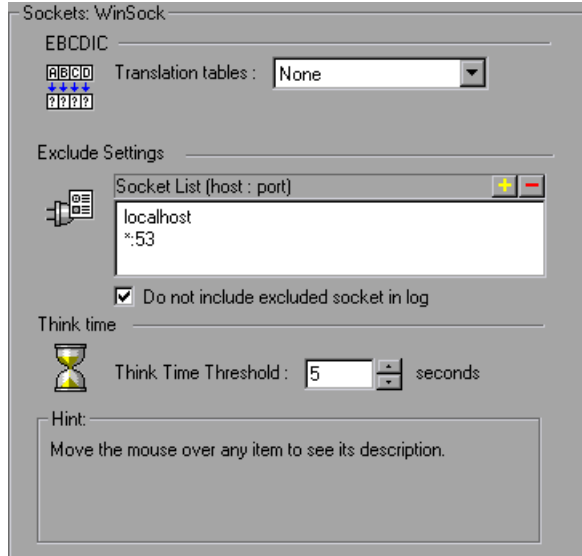 Sockets: WinSock
EBCDIC
A B C D
? ? ? ?
Translation tables : None
Exclude Settings
Socket List (host : port)
localhost
*:53
Do not include excluded socket in log
Think time
Think Time Threshold : 5 seconds
Hint:
Move the mouse over any item to see its description.